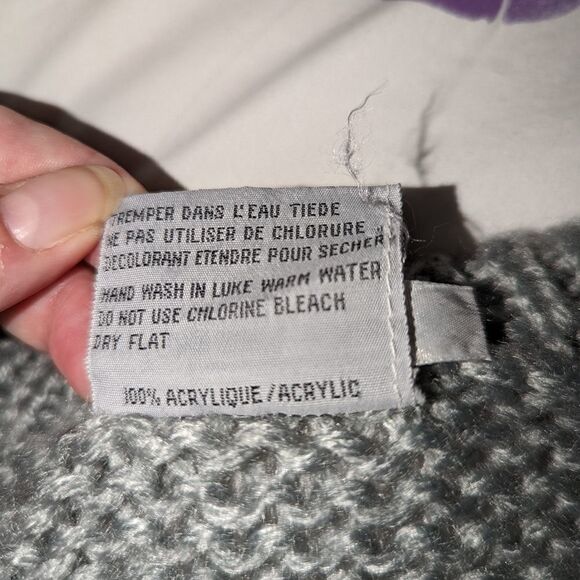 TREMPER DANS L'EAU TIEDE
NE PAS UTILISER DE CHLORURE
DECOLORANT ETENDRE POUR SECHER
HAND WASH IN LUKE WARM WATER
DO NOT USE CHLORINE BLEACH
DRY FLAT
100% ACRYLIQUE/ACRYLIC